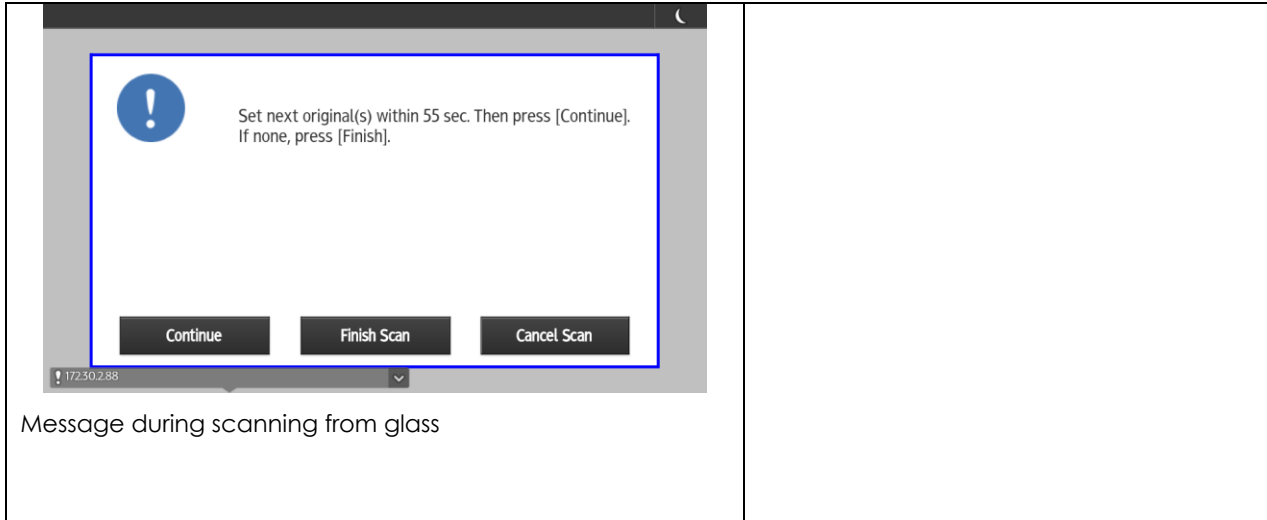 Set next original(s) within 55 sec. Then press [Continue].
If none, press [Finish].
Continue Finish Scan Cancel Scan
172.30.2.88
Message during scanning from glass